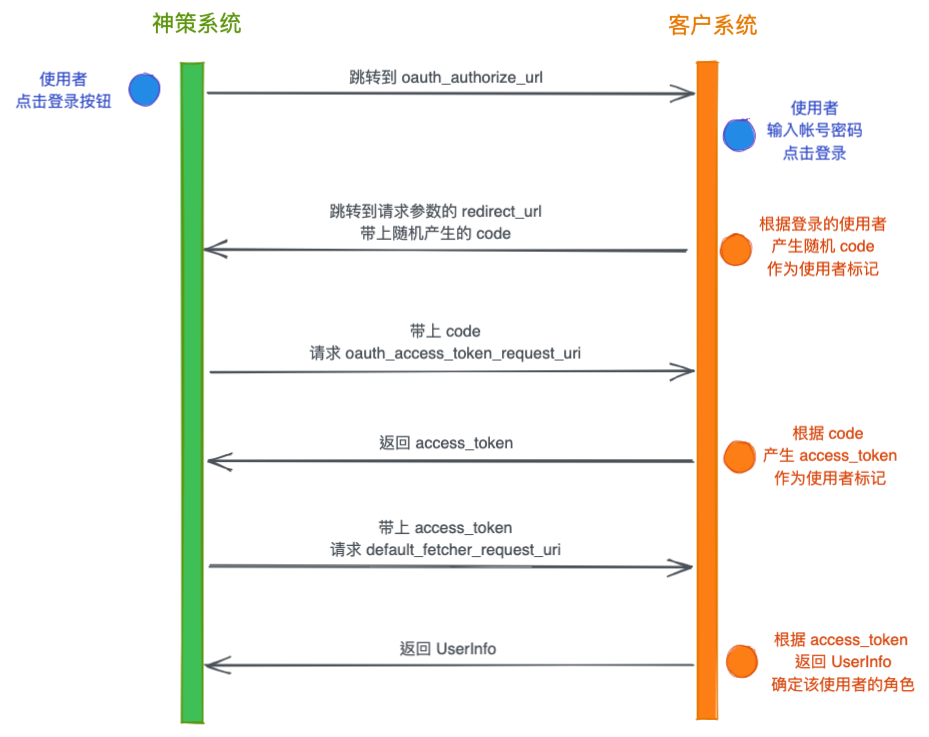 神策系统
客户系统
使用者
点击登录按钮
跳转到 oauth_authorize_url
使用者
输入帐号密码
点击登录
跳转到请求参数的 redirect_url
带上随机产生的 code
根据登录的使用者
产生随机 code
作为使用者标记
带上 code
请求 oauth_access_token_request_uri
返回 access_token
根据 code
产生 access_token
作为使用者标记
带上 access_token
请求 default_fetcher_request_uri
返回 UserInfo
根据 access_token
返回 UserInfo
确定该使用者的角色